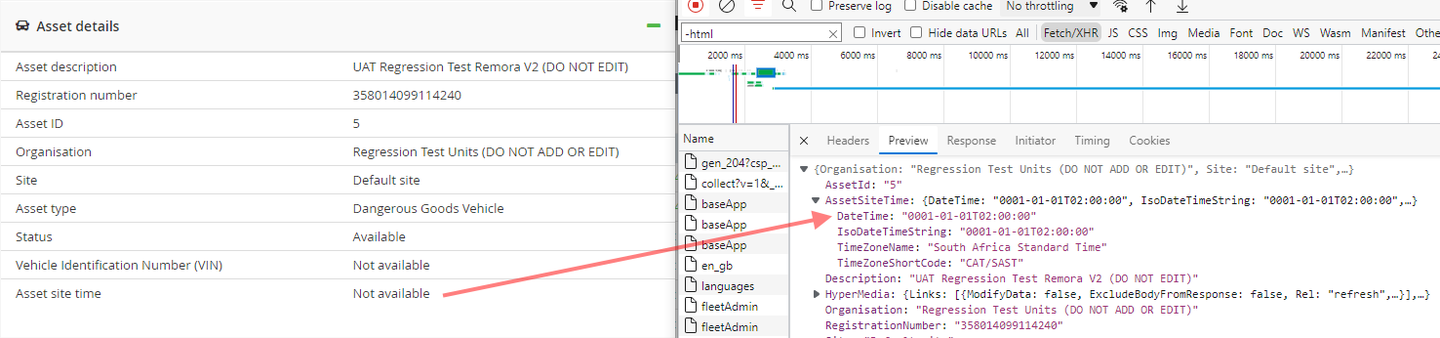 Asset details
Asset description UAT Regression Test Remora V2 (DO NOT EDIT)
Registration number 358014099114240
Asset ID 5
Organisation Regression Test Units (DO NOT ADD OR EDIT)
Site Default site
Asset type Dangerous Goods Vehicle
Status Available
Vehicle Identification Number (VIN) Not available
Asset site time Not available
Preserve log Disable cache No throttling
-html Invert Hide data URLs All Fetch/XHR JS CSS Img Media Font Doc WS Wasm Manifest Othe
2000 ms 4000 ms 6000 ms 8000 ms 10000 ms 12000 ms 14000 ms 16000 ms 18000 ms 20000 ms 22000 ms 24
Name
gen_204?csp_...
collect?v=1&_...
baseApp
baseApp
baseApp
en_gb
languages
fleetAdmin
fleetAdmin
Headers Preview Response Initiator Timing Cookies
{Organisation: "Regression Test Units (DO NOT ADD OR EDIT)", Site: "Default site",…}
AssetId: "5"
AssetSiteTime: {DateTime: "0001-01-01T02:00:00", IsoDateTimeString: "0001-01-01T02:00:00",…}
DateTime: "0001-01-01T02:00:00"
IsoDateTimeString: "0001-01-01T02:00:00"
TimeZoneName: "South Africa Standard Time"
TimeZoneShortCode: "CAT/SAST"
Description: "UAT Regression Test Remora V2 (DO NOT EDIT)"
HyperMedia: {Links: [{ModifyData: false, ExcludeBodyFromResponse: false, Rel: "refresh",…}],…}
Organisation: "Regression Test Units (DO NOT ADD OR EDIT)"
RegistrationNumber: "358014099114240"